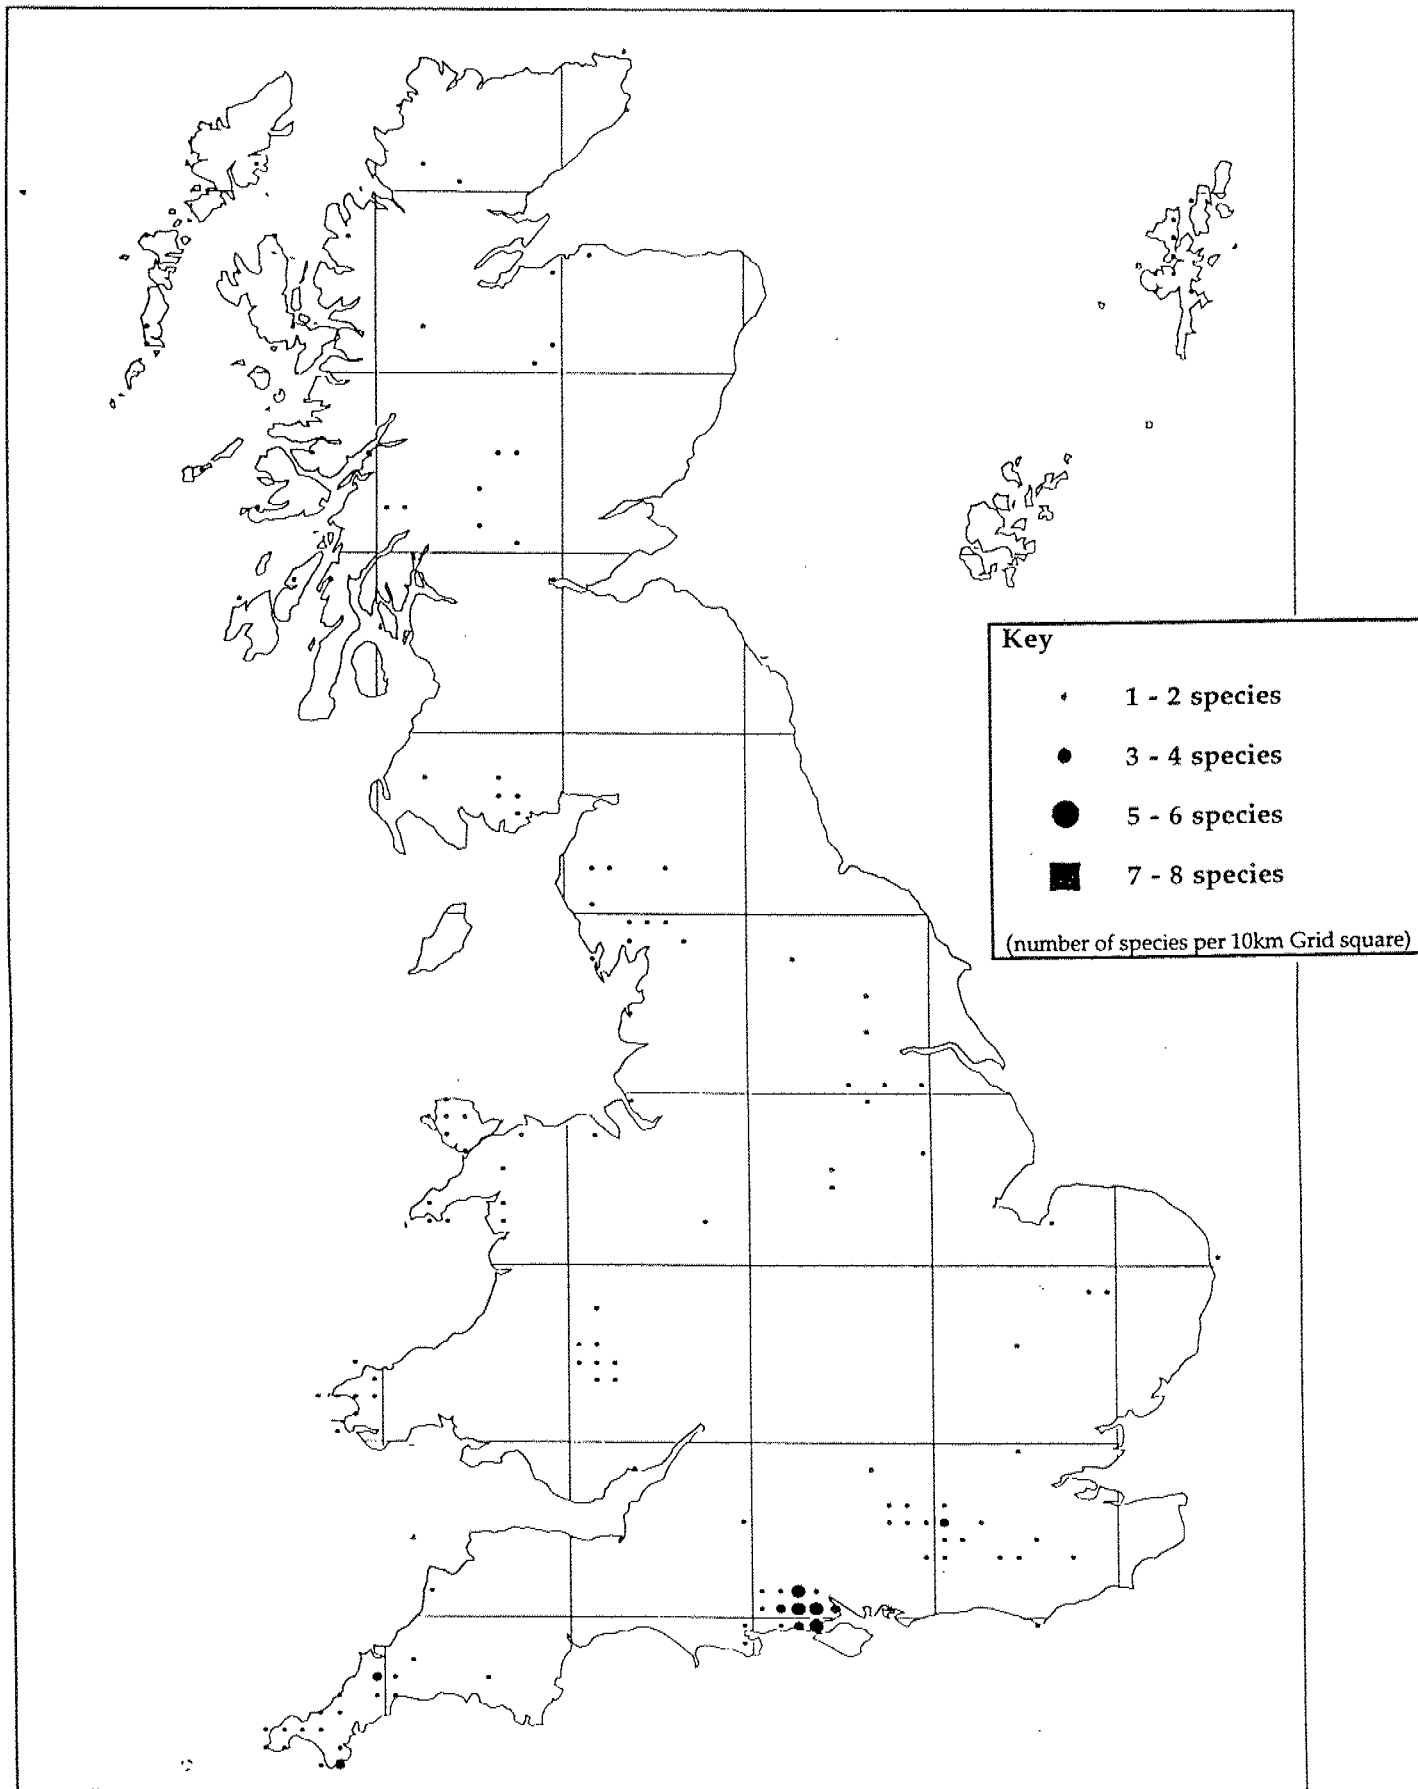 Key
1 - 2 species
3 - 4 species
5 - 6 species
7 - 8 species
(number of species per 10km Grid square)